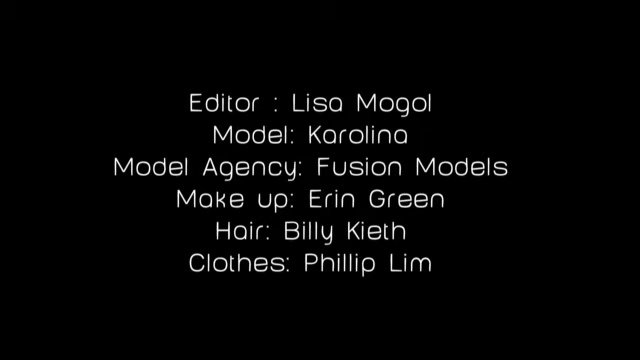 Editor : Lisa Mogol
Model: Karolina
Model Agency: Fusion Models
Make up: Erin Green
Hair: Billy Kieth
Clothes: Phillip Lim